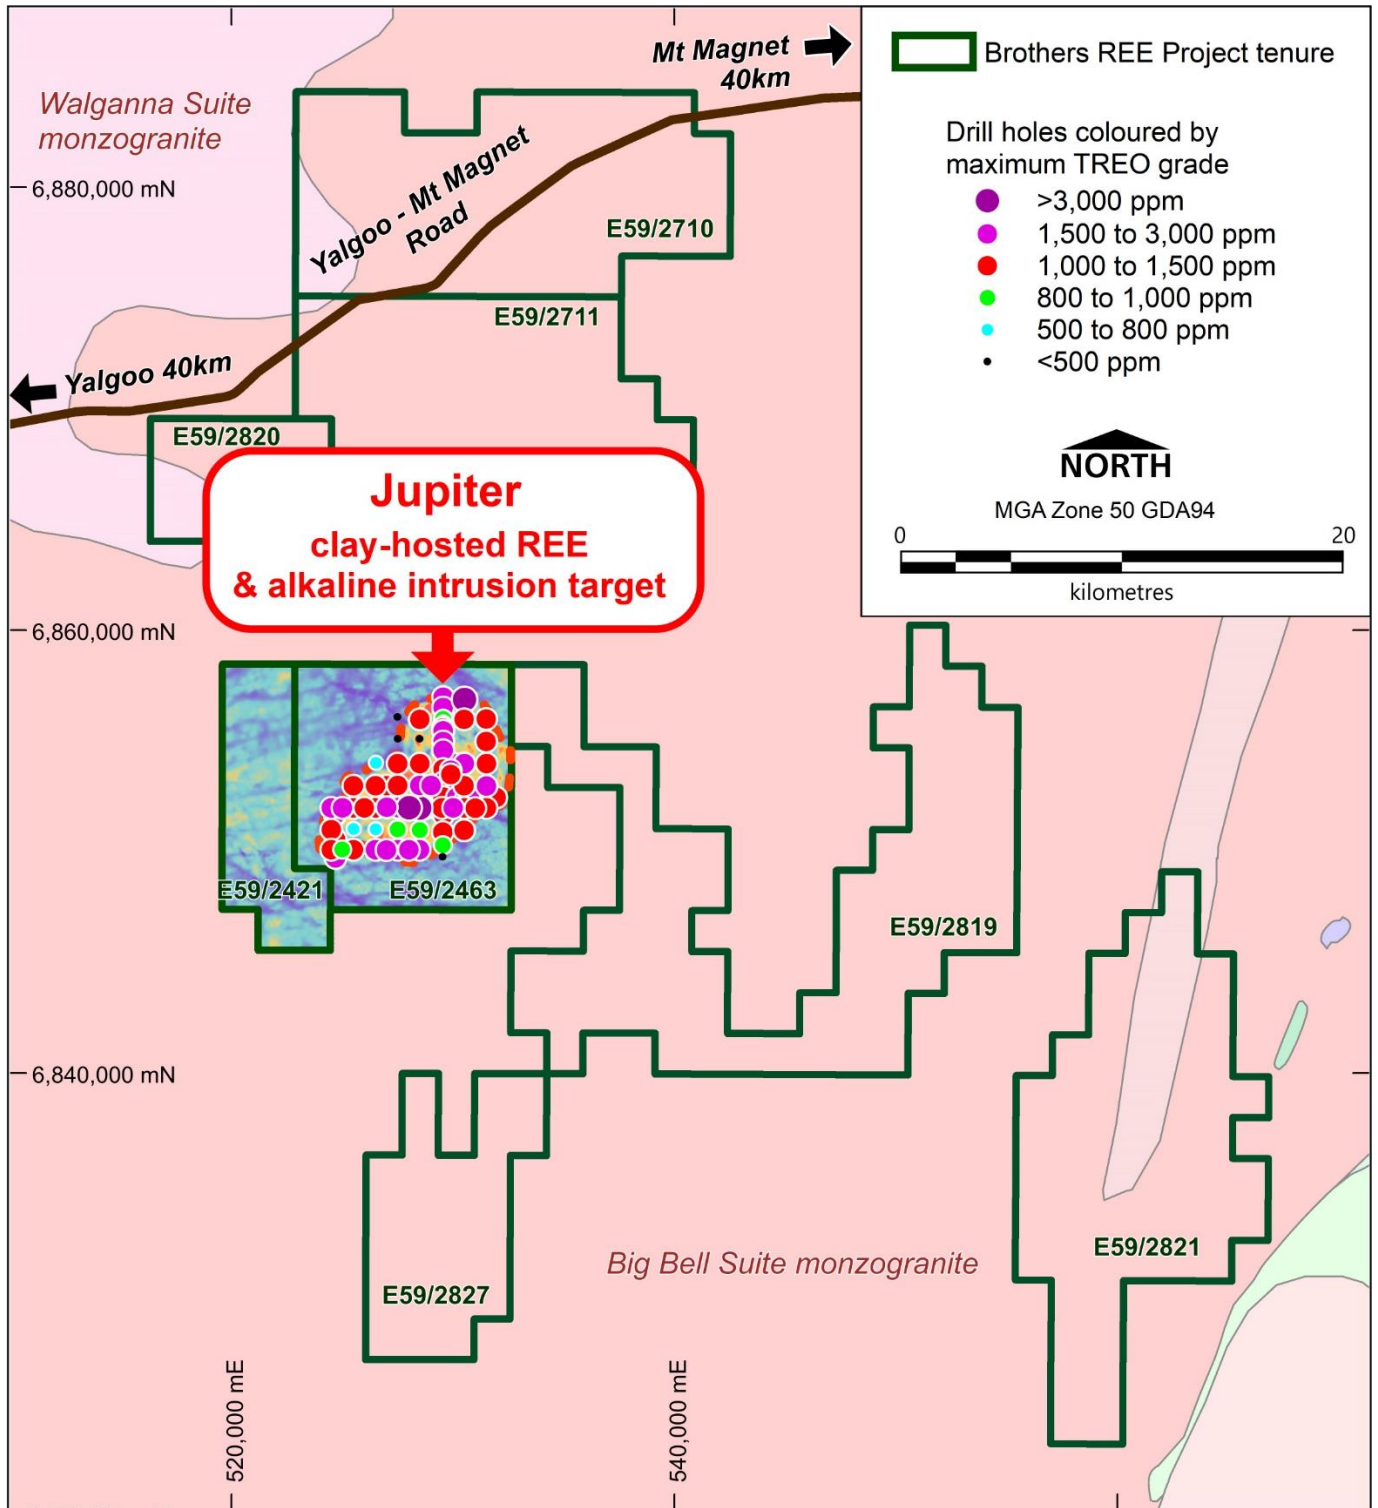 Mt Magnet
40km
Walganna Suite
monzogranite
6,880,000 mN
Yalgoo - Mt Magnet
Road
E59/2710
E59/2711
Yalgoo 40km
E59/2820
Jupiter
clay-hosted REE
& alkaline intrusion target
6,860,000 mN
E59/2421
E59/2463
E59/2819
6,840,000 mN
E59/2821
Big Bell Suite monzogranite
E59/2827
520,000 mE
540,000 mE
Brothers REE Project tenure
Drill holes coloured by
maximum TREO grade
>3,000 ppm
1,500 to 3,000 ppm
1,000 to 1,500 ppm
800 to 1,000 ppm
500 to 800 ppm
<500 ppm
NORTH
MGA Zone 50 GDA94
0 20
kilometres